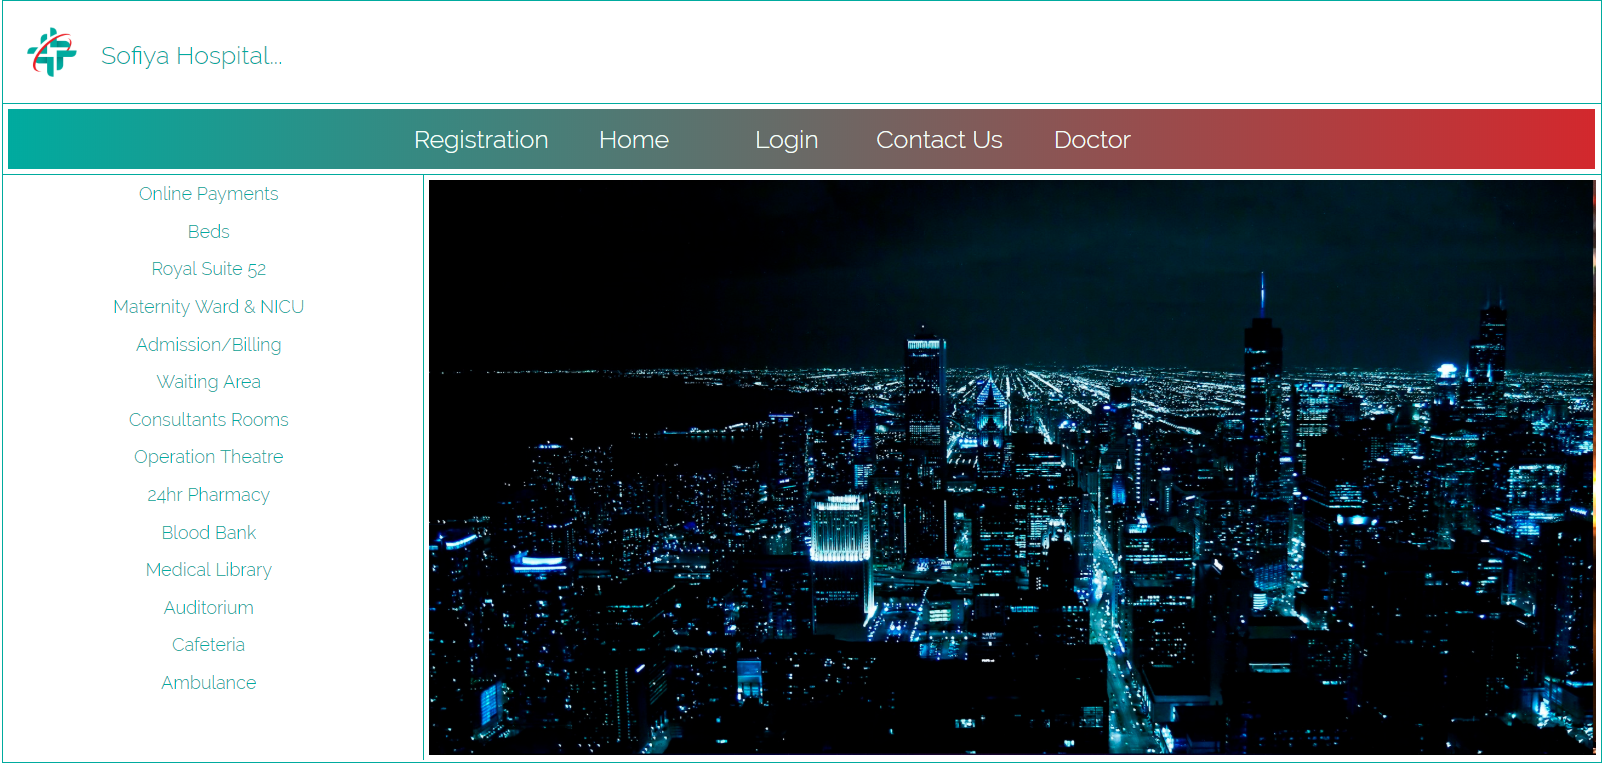 Sofiya Hospital...
Registration Home Login Contact Us Doctor
Online Payments
Beds
Royal Suite 52
Maternity Ward & NICU
Admission/Billing
Waiting Area
Consultants Rooms
Operation Theatre
24hr Pharmacy
Blood Bank
Medical Library
Auditorium
Cafeteria
Ambulance